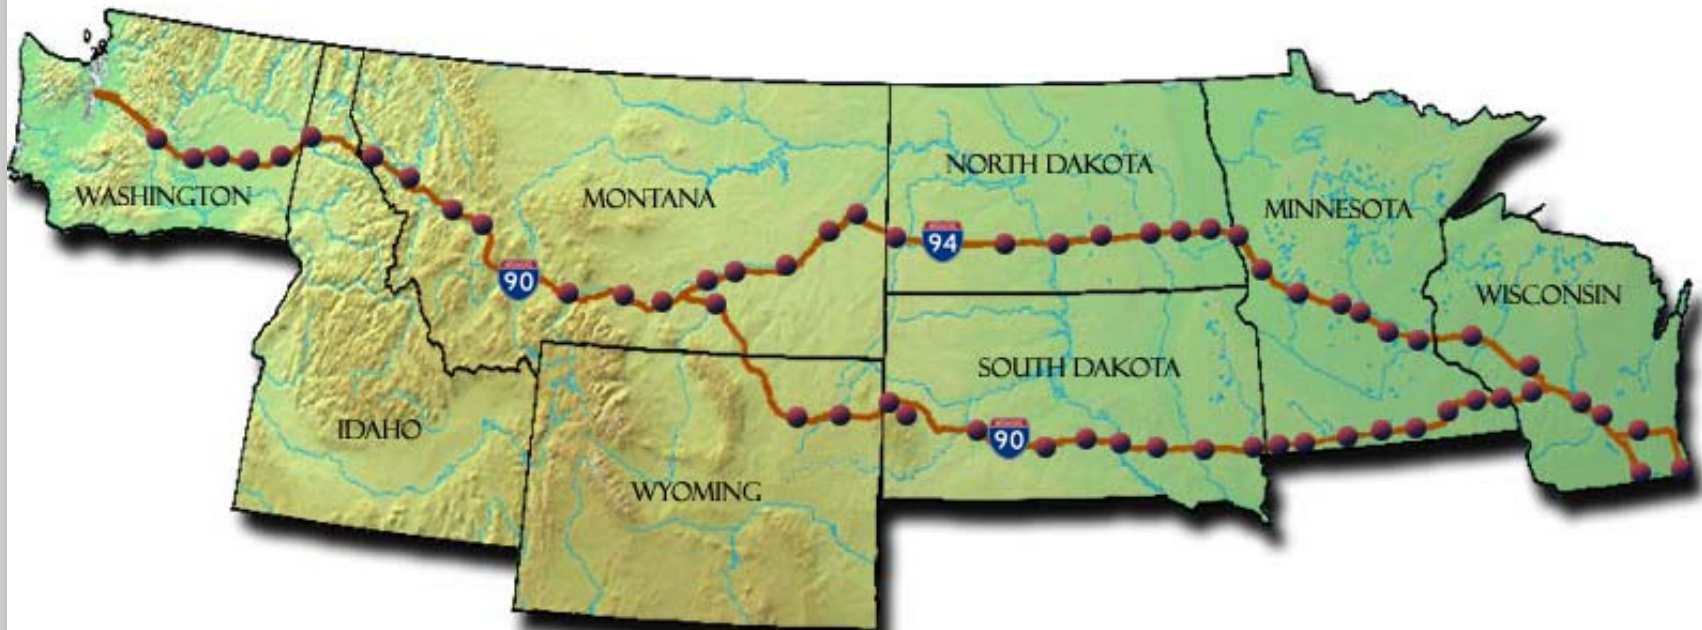 WASHINGTON
MONTANA
NORTH DAKOTA
MINNESOTA
94
90
WISCONSIN
SOUTH DAKOTA
IDAHO
90
WYOMING